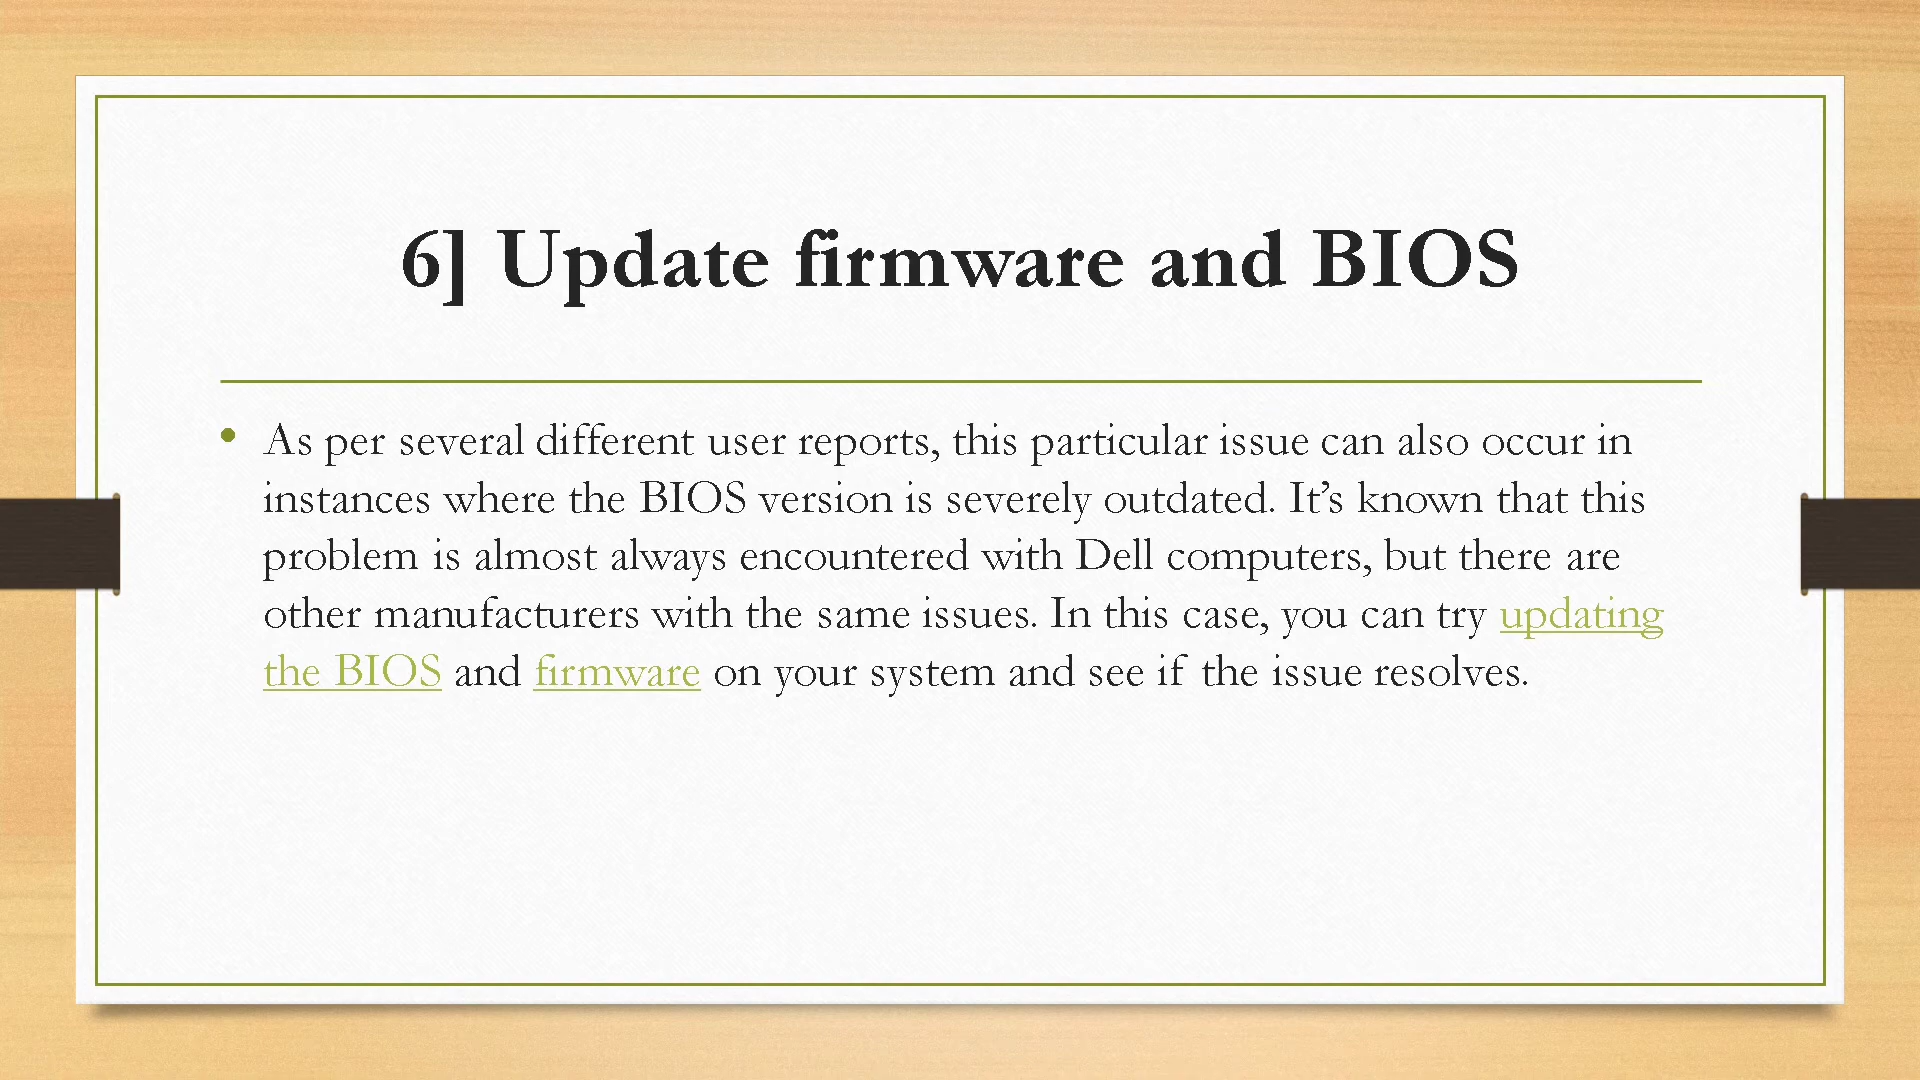 6] Update firmware and BIOS
• As per several different user reports, this particular issue can also occur in
instances where the BIOS version is severely outdated. It’s known that this
problem is almost always encountered with Dell computers, but there are
other manufacturers with the same issues. In this case, you can try updating
the BIOS and firmware on your system and see if the issue resolves.